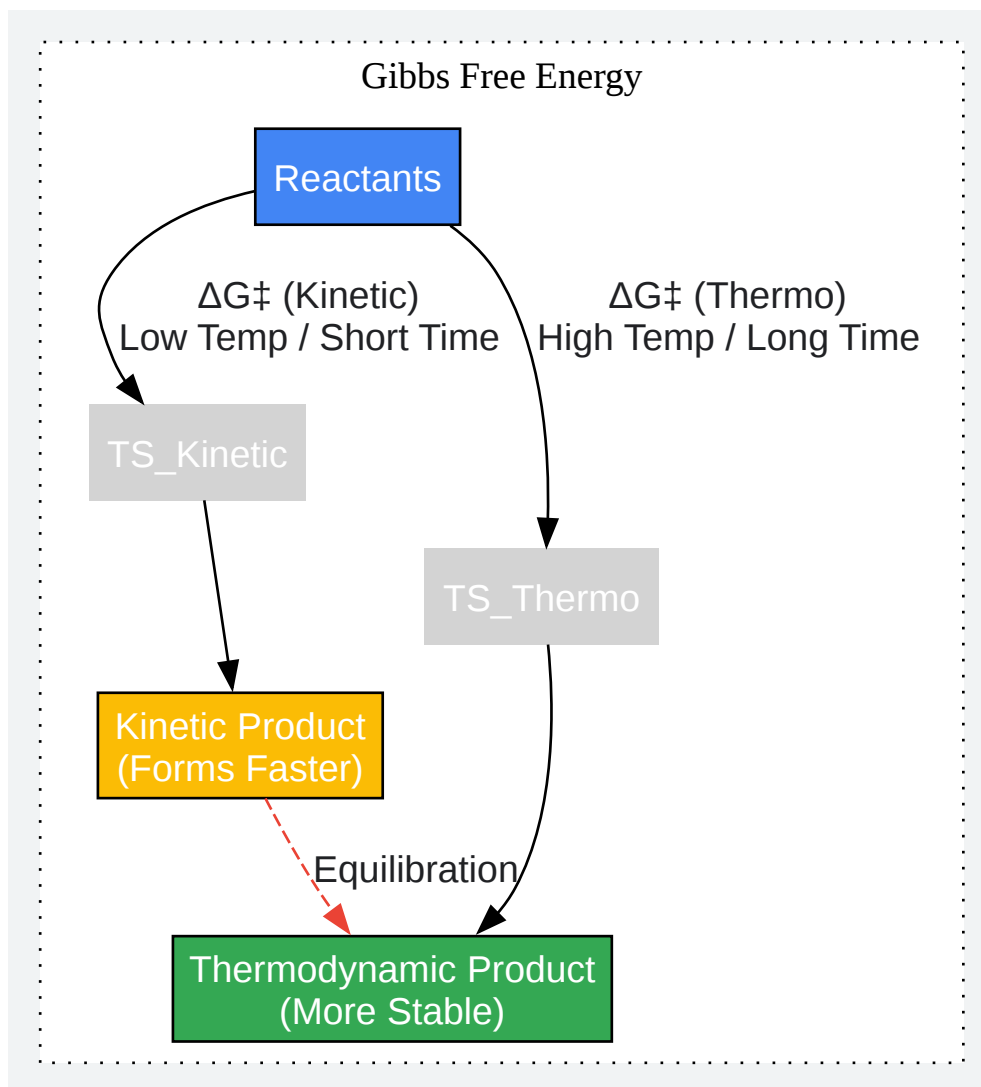 Gibbs Free Energy
Reactants
ΔG‡ (Kinetic)
Low Temp / Short Time
ΔG‡ (Thermo)
High Temp / Long Time
TS_Kinetic
TS_Thermo
Kinetic Product
(Forms Faster)
Equilibration
Thermodynamic Product
(More Stable)